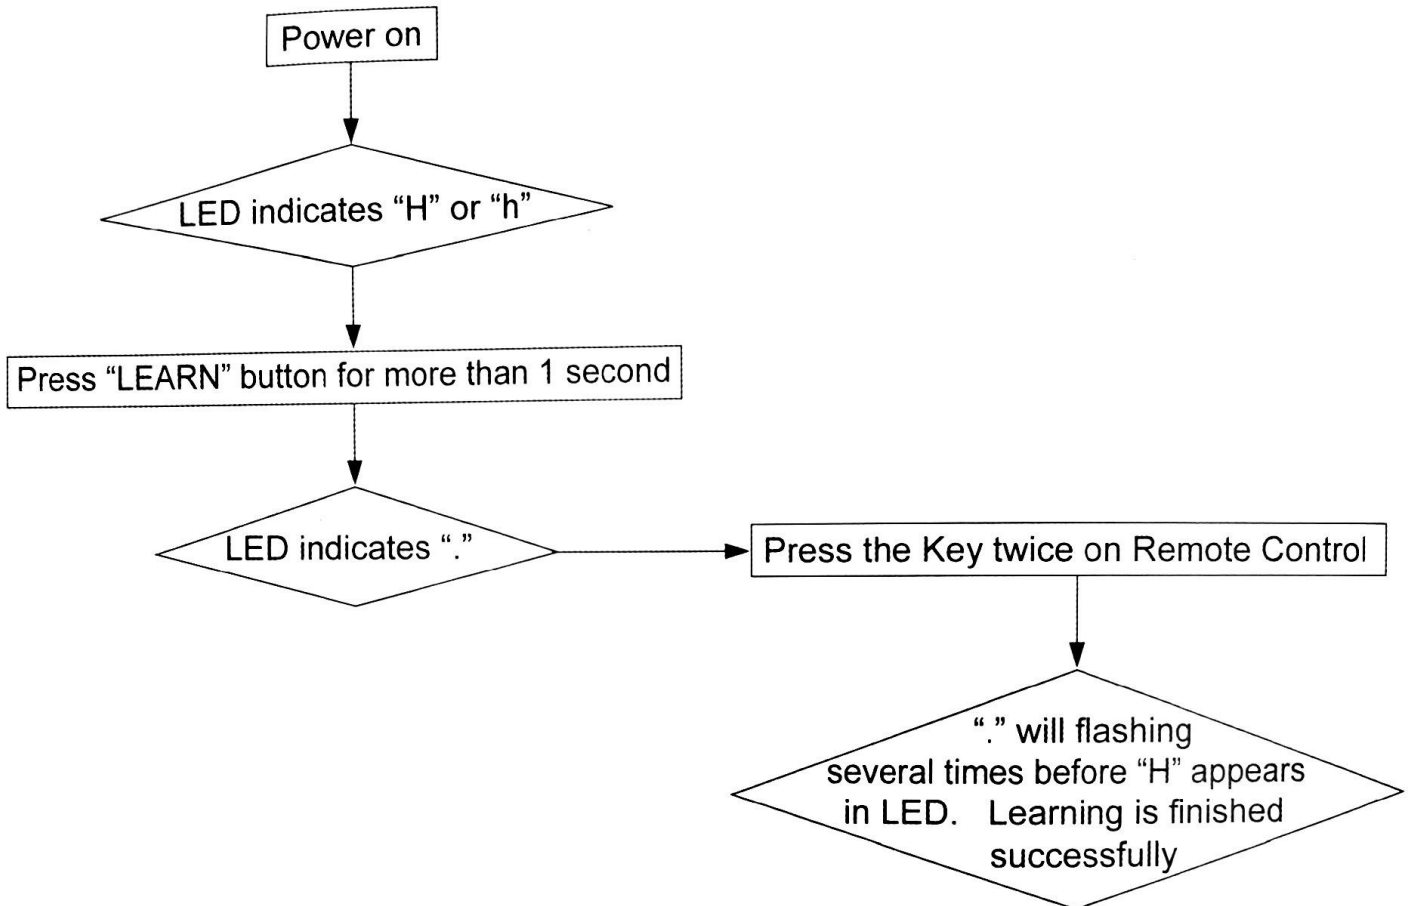 Power on
LED indicates “H” or “h”
Press “LEARN” button for more than 1 second
LED indicates “.”
Press the Key twice on Remote Control
“.” will flashing
several times before “H” appears
in LED. Learning is finished
successfully